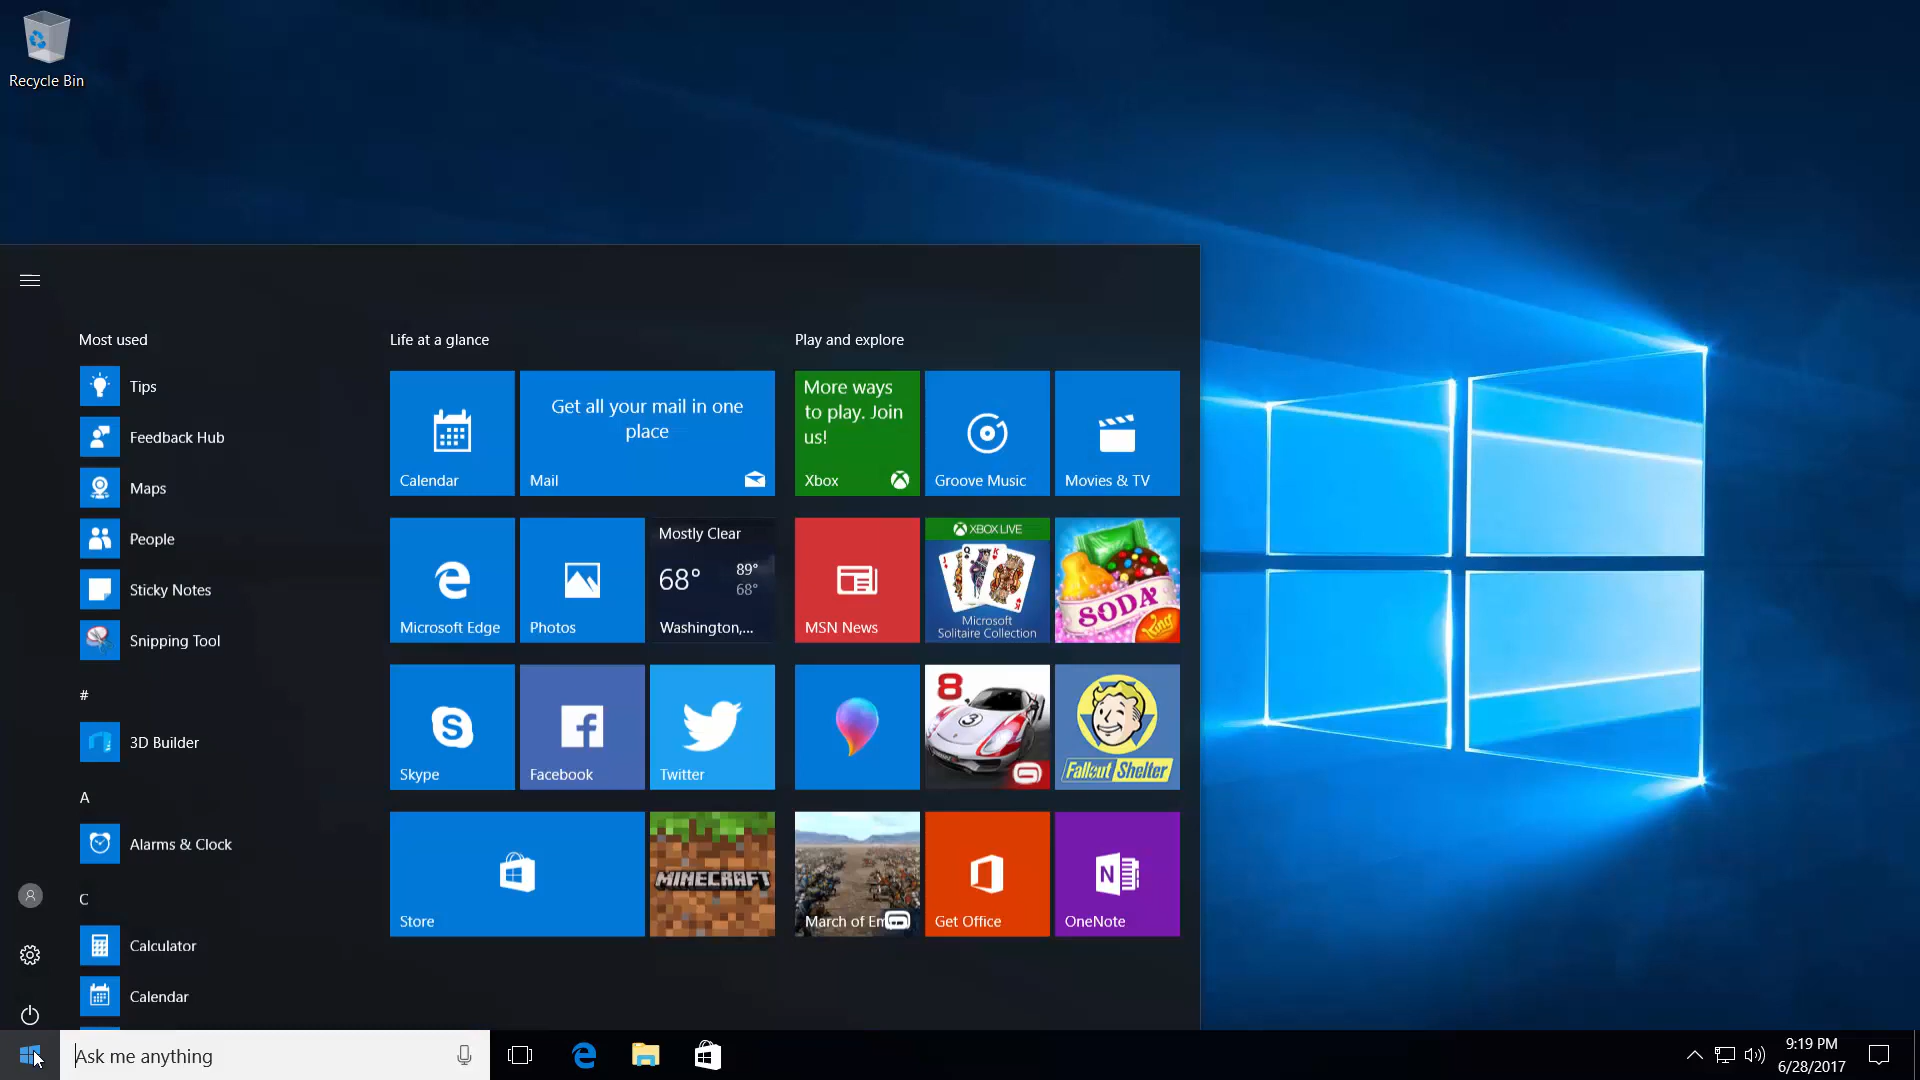 Recycle Bin
Most used
Tips
Feedback Hub
Maps
People
Sticky Notes
Snipping Tool
#
3D Builder
A
Alarms & Clock
C
Calculator
Calendar
Life at a glance
Calendar
Get all your mail in one
place
Mail
Microsoft Edge
Photos
Mostly Clear
68° 89°
68°
Washington,...
Skype
Facebook
Twitter
Store
MINECRAFT
Play and explore
More ways
to play. Join
us!
Xbox
Groove Music
Movies & TV
MSN News
XBOX LIVE
J Q K K
Microsoft
Solitaire Collection
SODA
King
8
3
Fallout Shelter
March of Em
Get Office
N
OneNote
Ask me anything
9:19 PM
6/28/2017